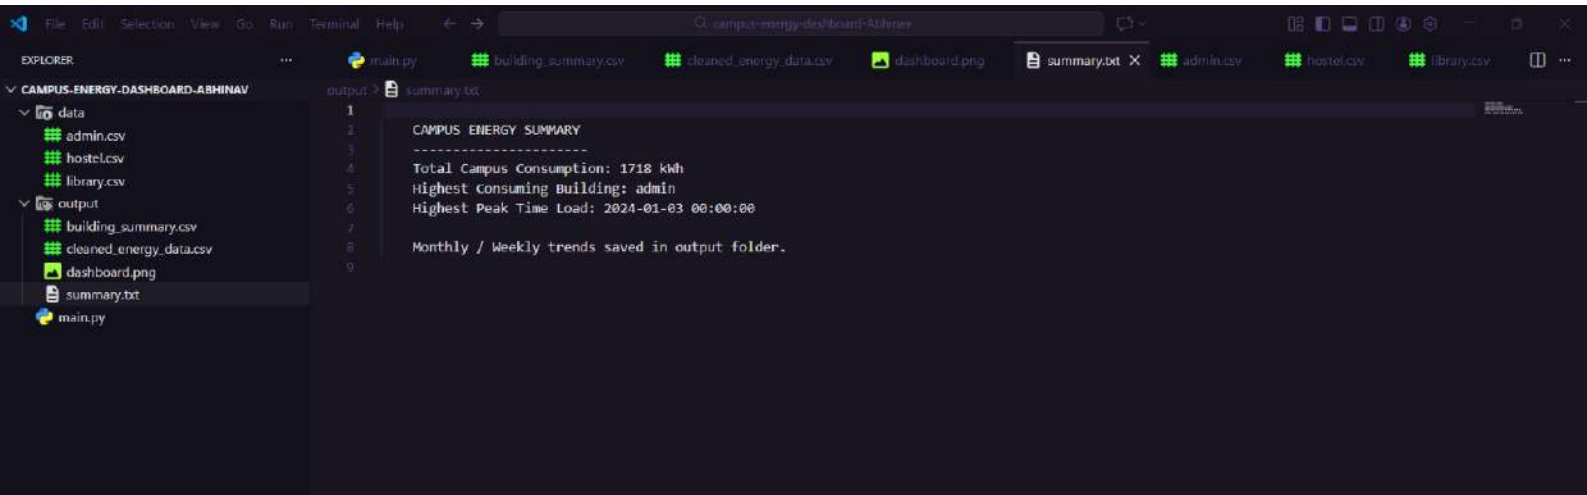 File Edit Selection View Go Run Terminal Help campus-energy-dashboard-Abhinav
EXPLORER
main.py building_summary.csv cleaned_energy_data.csv dashboard.png summary.txt admin.csv hostel.csv library.csv
CAMPUS-ENERGY-DASHBOARD-ABHINAV
data
admin.csv
hostel.csv
library.csv
output
building_summary.csv
cleaned_energy_data.csv
dashboard.png
summary.txt
main.py
output > summary.txt
1
2 CAMPUS ENERGY SUMMARY
3 ----------------------
4 Total Campus Consumption: 1718 kWh
5 Highest Consuming Building: admin
6 Highest Peak Time Load: 2024-01-03 00:00:00
7
8 Monthly / Weekly trends saved in output folder.
9